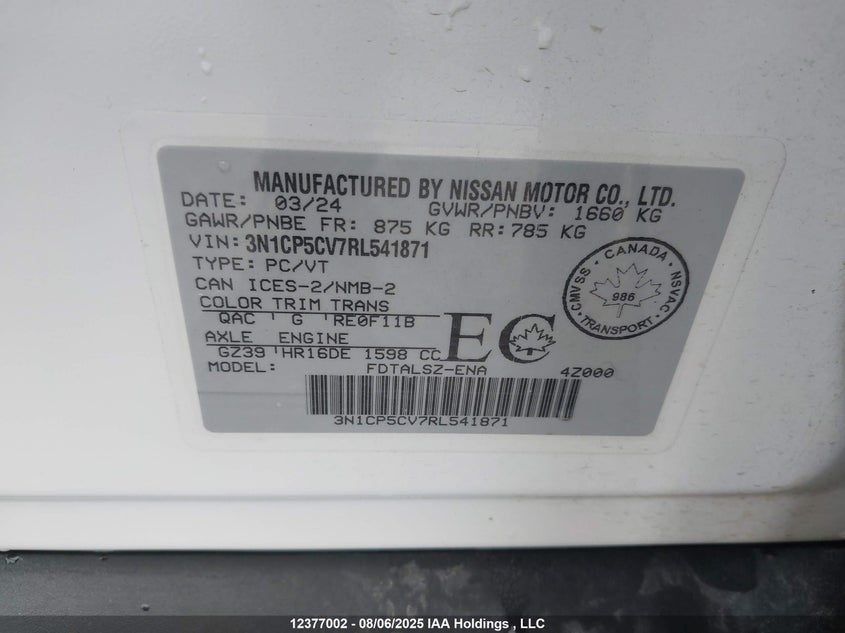 MANUFACTURED BY NISSAN MOTOR CO., LTD.
DATE: 03/24 GVWR/PNBV: 1660 KG
GAWR/PNBE FR: 875 KG RR: 785 KG
VIN: 3N1CP5CV7RL541871
TYPE: PC/VT
CAN ICES-2/NMB-2
COLOR TRIM TRANS
QAC G RE0F11B
AXLE ENGINE
GZ39 HR16DE 1598 CC
EC
MODEL: FDTALSZ-ENA 4Z000
3N1CP5CV7RL541871
CANADA
CMVSS
986
NSVAC
TRANSPORT
12377002 - 08/06/2025 IAA Holdings , LLC